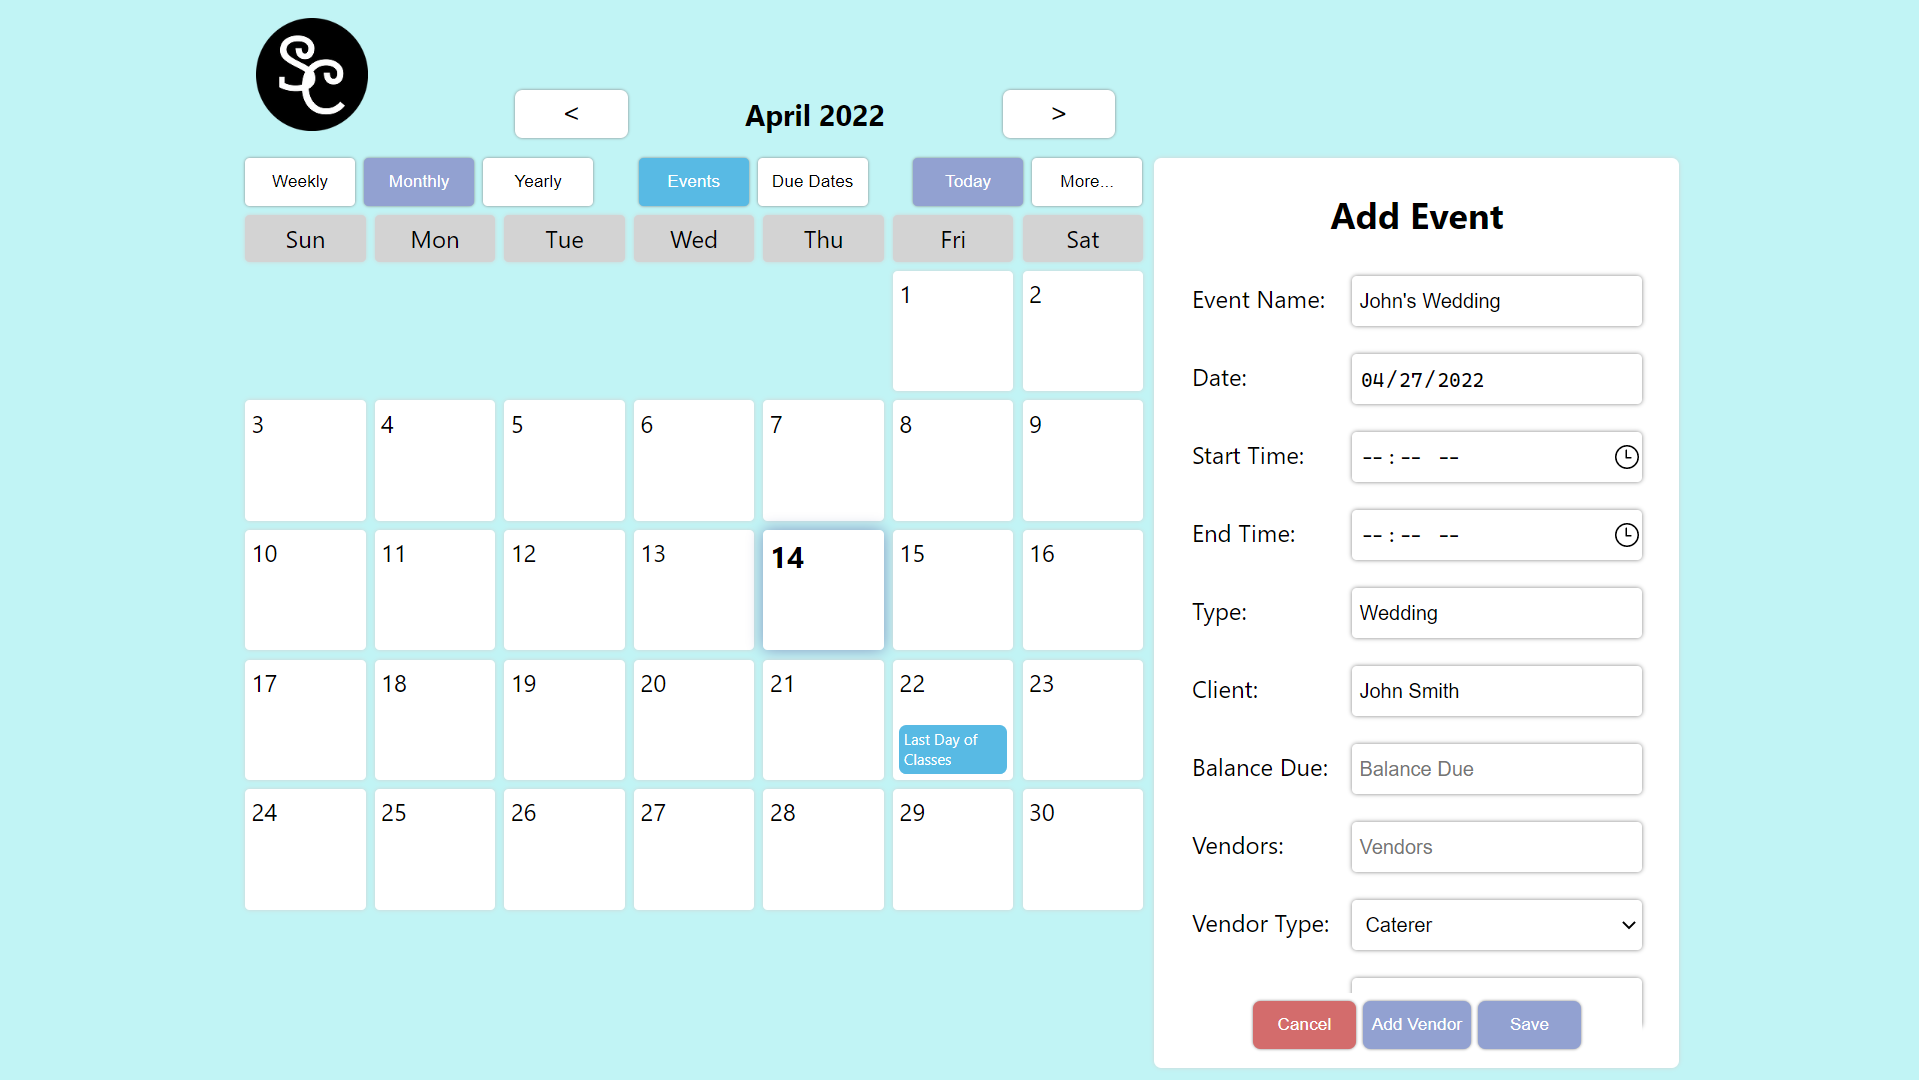 SC
< April 2022 >
Weekly Monthly Yearly Events Due Dates Today More...
Sun Mon Tue Wed Thu Fri Sat
1 2
3 4 5 6 7 8 9
10 11 12 13 14 15 16
17 18 19 20 21 22 23
Last Day of
Classes
24 25 26 27 28 29 30
Add Event
Event Name: John's Wedding
Date: 04/27/2022
Start Time: --:-- --
End Time: --:-- --
Type: Wedding
Client: John Smith
Balance Due: Balance Due
Vendors: Vendors
Vendor Type: Caterer
Cancel Add Vendor Save